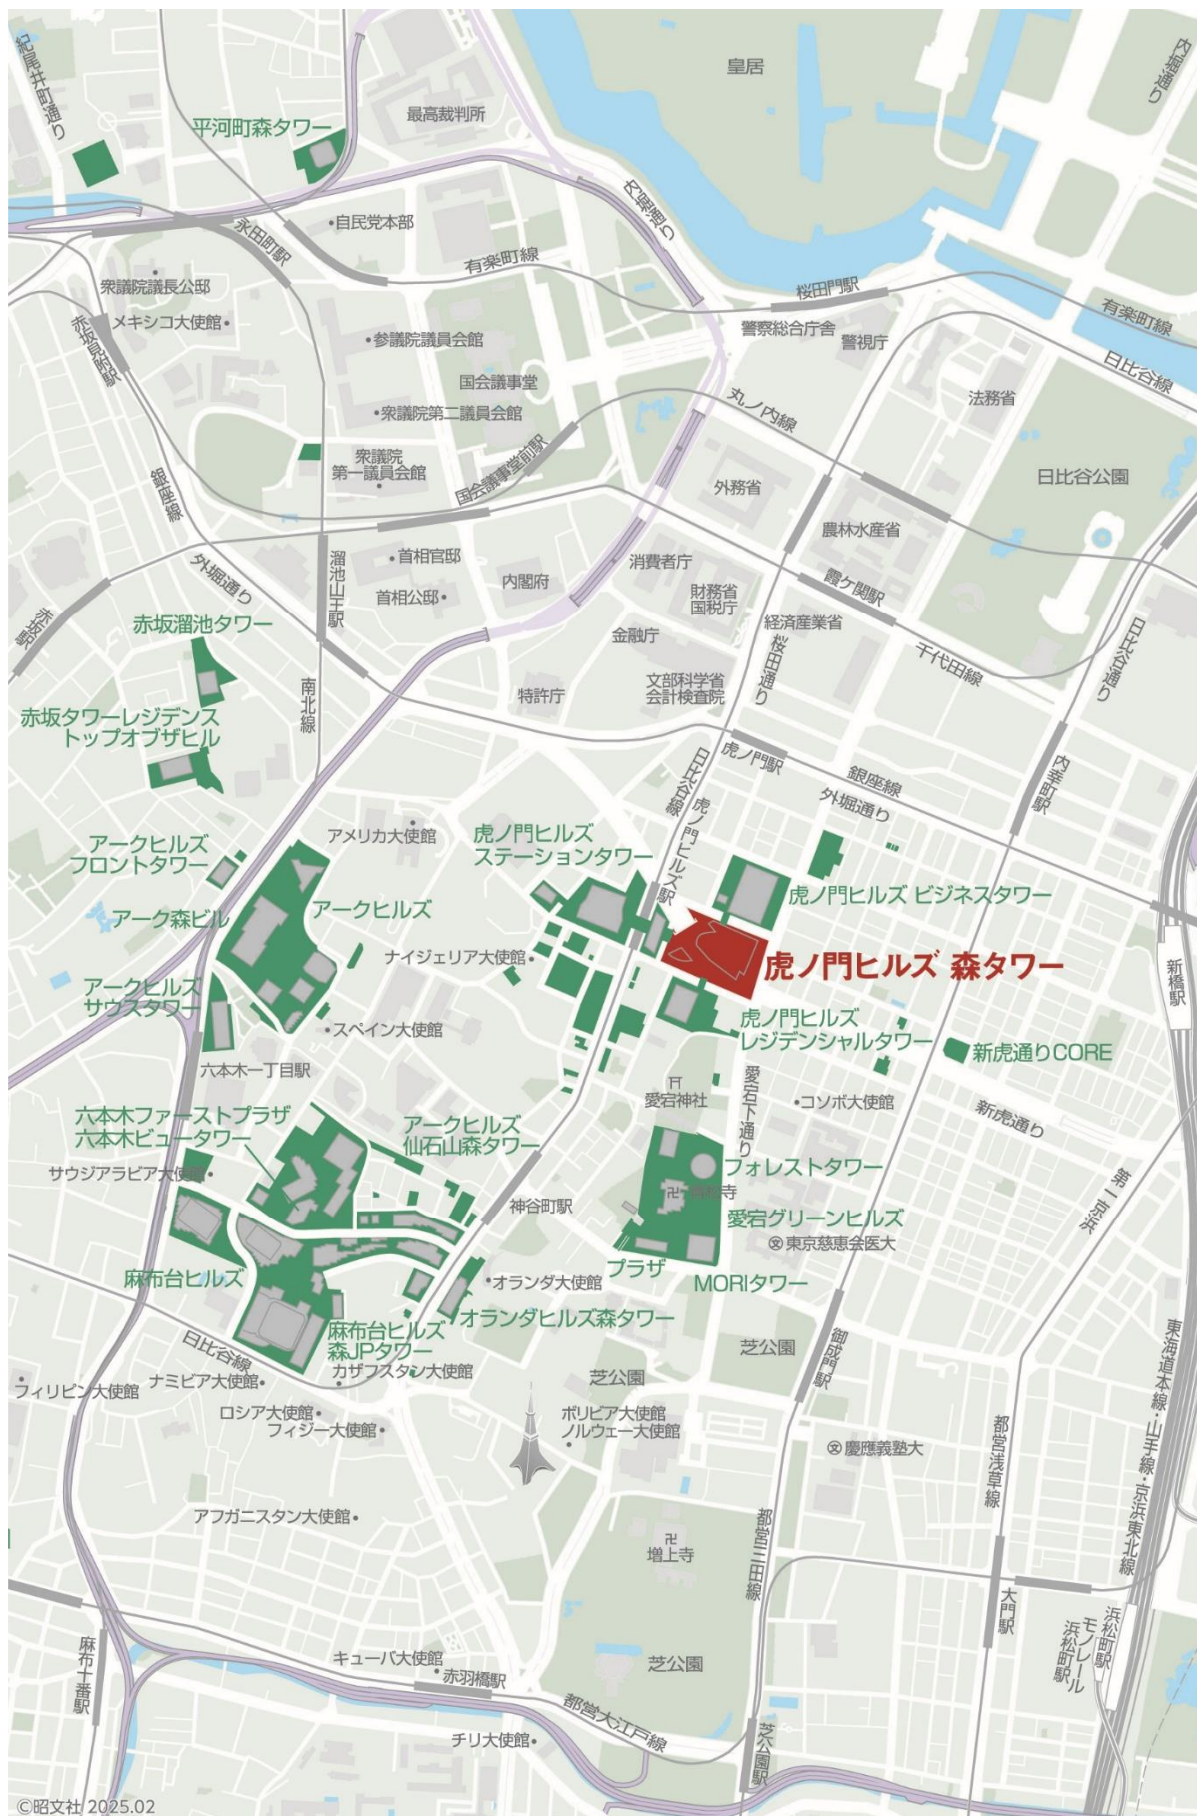 紀尾井町通り
皇居
内堀通り
最高裁判所
平河町森タワー
内堀通り
自民党本部
永田町駅
有楽町線
衆議院議長公邸
桜田門駅
有楽町線
メキシコ大使館
赤坂見附駅
参議院議員会館
警察総合庁舎
警視庁
日比谷線
国会議事堂
丸ノ内線
法務省
衆議院第二議員会館
衆議院
第一議員会館
国会議事堂前駅
銀座線
外務省
日比谷公園
農林水産省
外堀通り
溜池山王駅
首相官邸
内閣府
消費者庁
霞ケ関駅
首相公邸
財務省
国税庁
経済産業省
赤坂駅
赤坂溜池タワー
金融庁
桜田通り
千代田線
日比谷通り
南北線
特許庁
文部科学省
会計検査院
赤坂タワーレジデンス
トップオブザヒル
日比谷線
虎ノ門駅
銀座線
外堀通り
内幸町駅
アメリカ大使館
虎ノ門ヒルズ
ステーションタワー
虎ノ門ヒルズ駅
アークヒルズ
フロントタワー
虎ノ門ヒルズ ビジネスタワー
アーク森ビル
アークヒルズ
ナイジェリア大使館
虎ノ門ヒルズ 森タワー
新橋駅
アークヒルズ
サウスタワー
スペイン大使館
虎ノ門ヒルズ
レジデンシャルタワー
新虎通りCORE
六本木一丁目駅
愛宕神社
愛宕下通り
コソボ大使館
新虎通り
六本木ファーストプラザ
六本木ビュータワー
アークヒルズ
仙石山森タワー
サウジアラビア大使館
フォレストタワー
第一京浜
神谷町駅
愛宕グリーンヒルズ
東京慈恵会医大
麻布台ヒルズ
プラザ
MORIタワー
オランダ大使館
オランダヒルズ森タワー
麻布台ヒルズ
森JPタワー
日比谷線
カザフスタン大使館
芝公園
御成門駅
東海道本線・山手線・京浜東北線
フィリピン大使館
ナミビア大使館
芝公園
ロシア大使館
フィジー大使館
ボリビア大使館
ノルウェー大使館
慶應義塾大
都営浅草線
アフガニスタン大使館
都営三田線
増上寺
大門駅
浜松町駅
モノレール
浜松町駅
麻布十番駅
キューバ大使館
赤羽橋駅
芝公園
都営大江戸線
チリ大使館
芝公園駅
©昭文社 2025.02